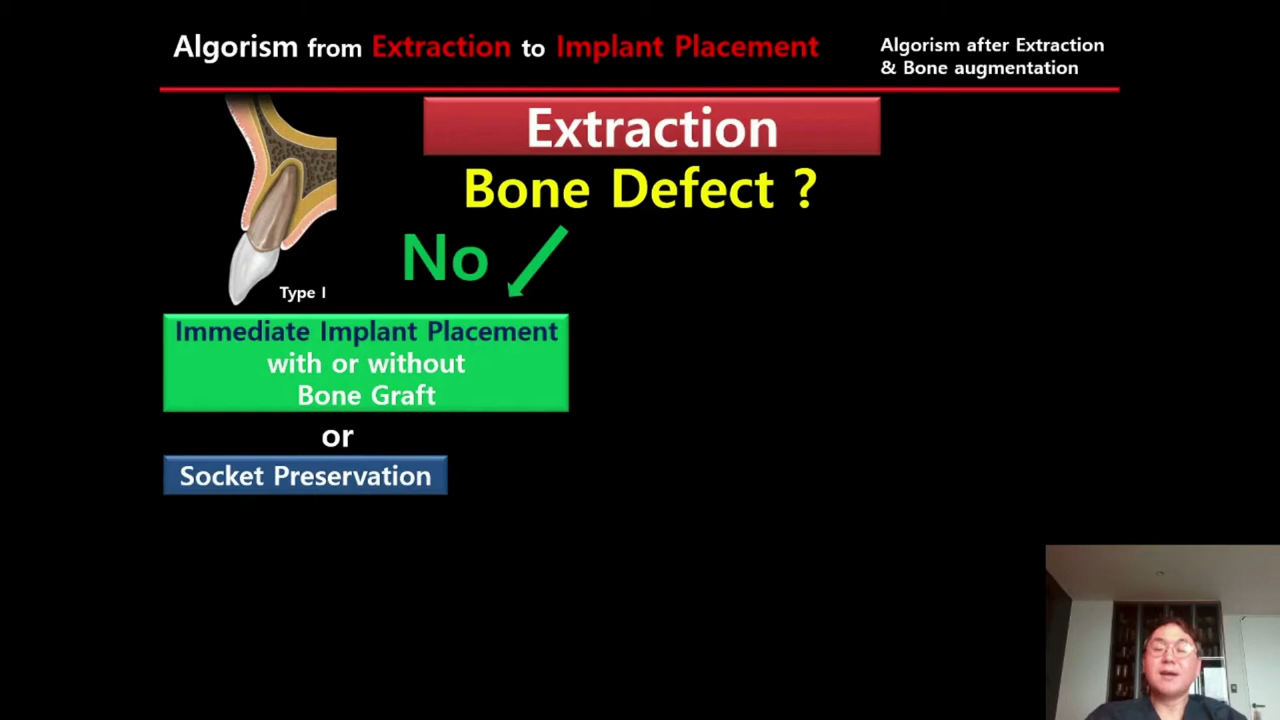 Algorism from Extraction to Implant Placement
Algorism after Extraction
& Bone augmentation
Extraction
Bone Defect ?
No
Type I
Immediate Implant Placement
with or without
Bone Graft
or
Socket Preservation